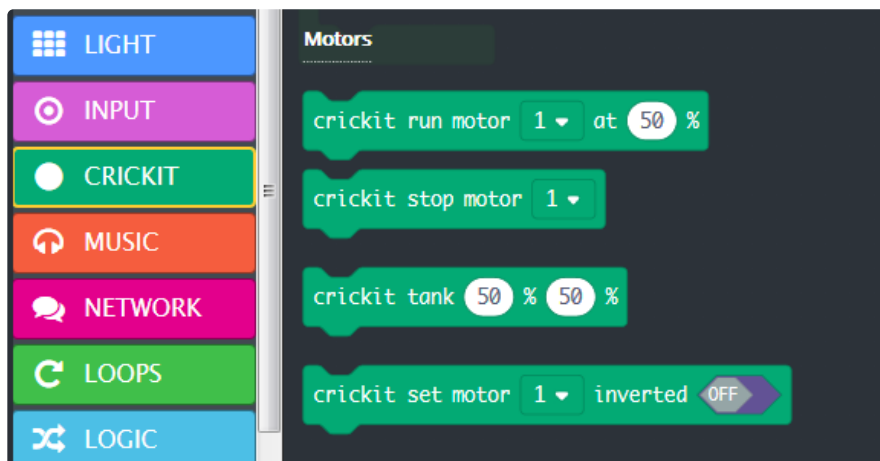 LIGHT
INPUT
CRICKIT
MUSIC
NETWORK
LOOPS
LOGIC
Motors
crickit run motor 1 at 50 %
crickit stop motor 1
crickit tank 50 % 50 %
crickit set motor 1 inverted OFF